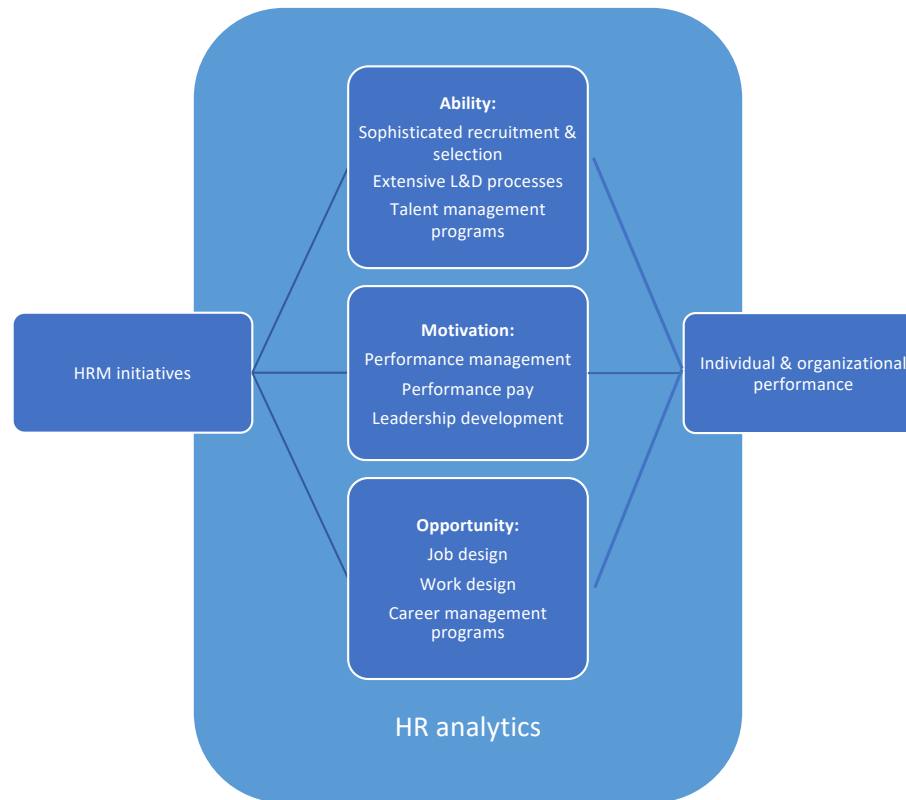 Ability:
Sophisticated recruitment &
selection
Extensive L&D processes
Talent management
programs
HRM initiatives
Motivation:
Performance management
Performance pay
Leadership development
Individual & organizational
performance
Opportunity:
Job design
Work design
Career management
programs
HR analytics